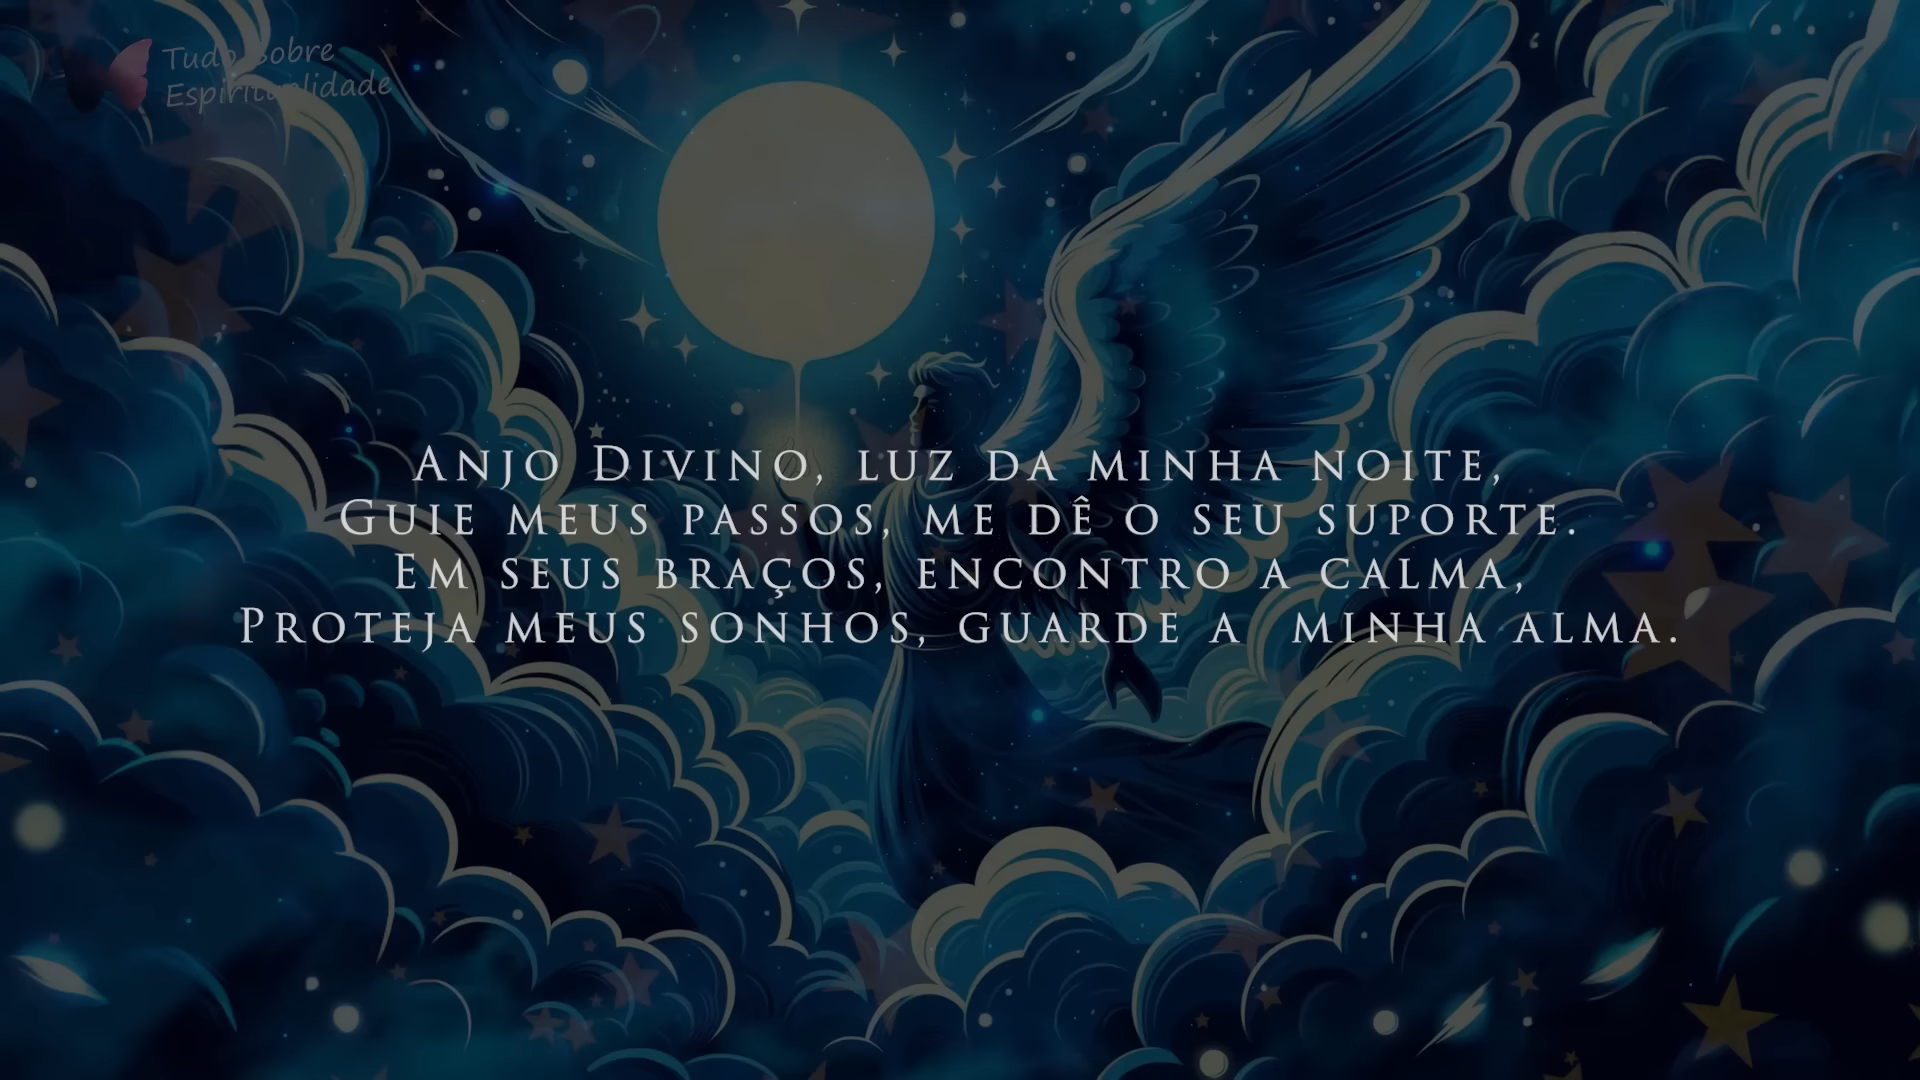 Tudo Sobre
Espiritualidade
Anjo Divino, luz da minha noite,
Guie meus passos, me dê o seu suporte.
Em seus braços, encontro a calma,
Proteja meus sonhos, guarde a minha alma.